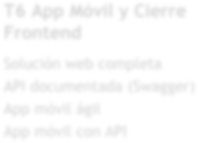 T6 App Móvil y Cierre
Frontend
Solución web completa
API documentada (Swagger)
App móvil ágil
App móvil con API